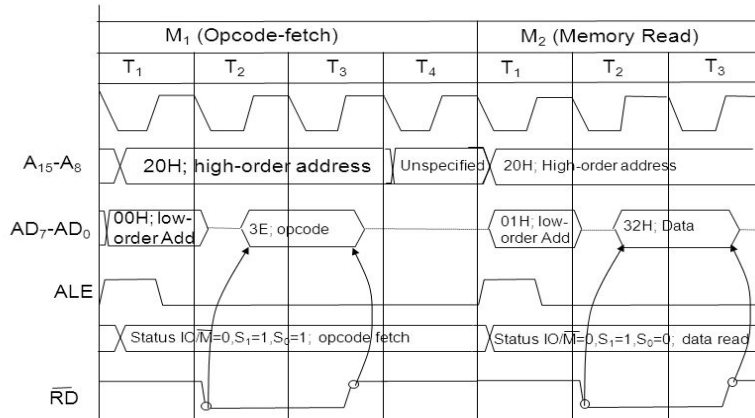 M₁ (Opcode-fetch) M₂ (Memory Read)
T₁ T₂ T₃ T₄ T₁ T₂ T₃
A₁₅-A₈ 20H; high-order address Unspecified 20H; High-order address
AD₇-AD₀ 00H; low-order Add 3E; opcode 01H; low-order Add 32H; Data
ALE
Status IO/M̅=0,S₁=1,S₀=1; opcode fetch Status IO/M̅=0,S₁=1,S₀=0; data read
R̅D̅